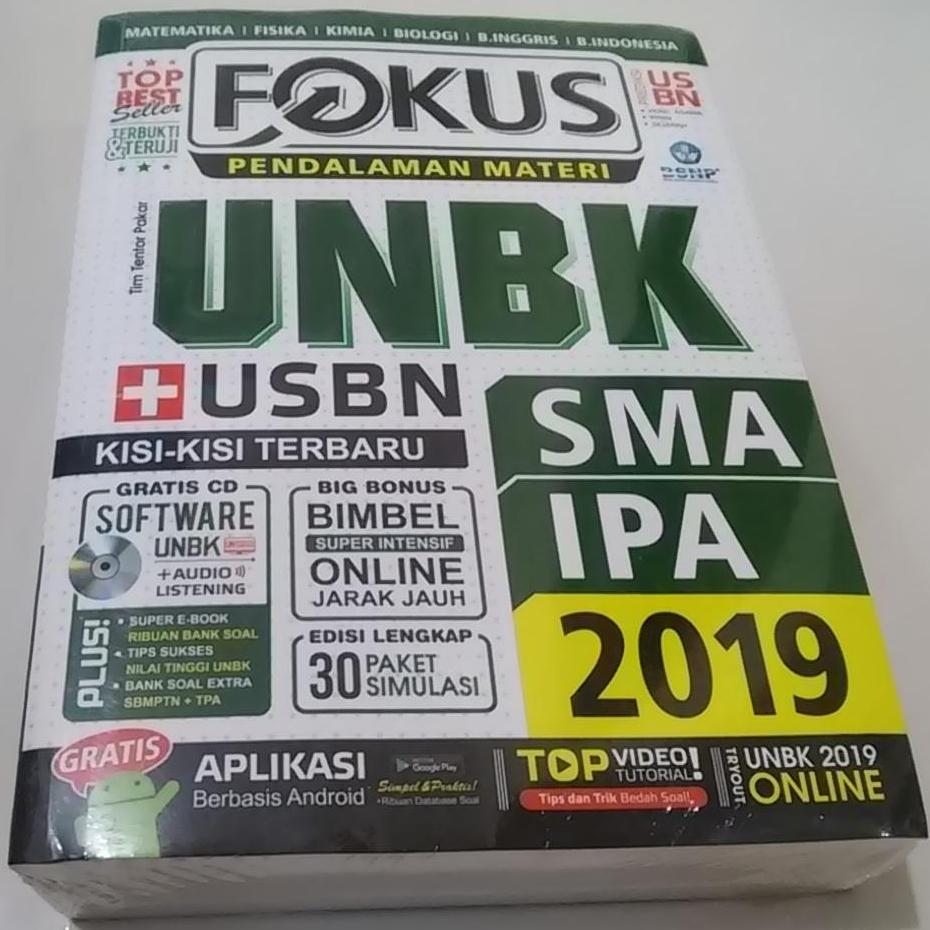 MATEMATIKA | FISIKA | KIMIA | BIOLOGI | B.INGGRIS | B.INDONESIA
TOP
BEST
Seller
TERBUKTI
& TERUJI
FOKUS
PENDALAMAN MATERI
US
BN
BSNP
Tim Tentor Pakar
UNBK
+ USBN
KISI-KISI TERBARU
SMA
IPA
2019
GRATIS CD
SOFTWARE
UNBK
+AUDIO
LISTENING
PLUS!
• SUPER E-BOOK
RIBUAN BANK SOAL
• TIPS SUKSES
NILAI TINGGI UNBK
• BANK SOAL EXTRA
SBMPTN + TPA
BIG BONUS
BIMBEL
SUPER INTENSIF
ONLINE
JARAK JAUH
EDISI LENGKAP
30 PAKET
SIMULASI
GRATIS
APLIKASI
Berbasis Android
Google Play
Simpel & Praktis!
+Ribuan Database Soal
TOP VIDEO!
TUTORIAL
Tips dan Trik Bedah Soal!
TRYOUT
UNBK 2019
ONLINE